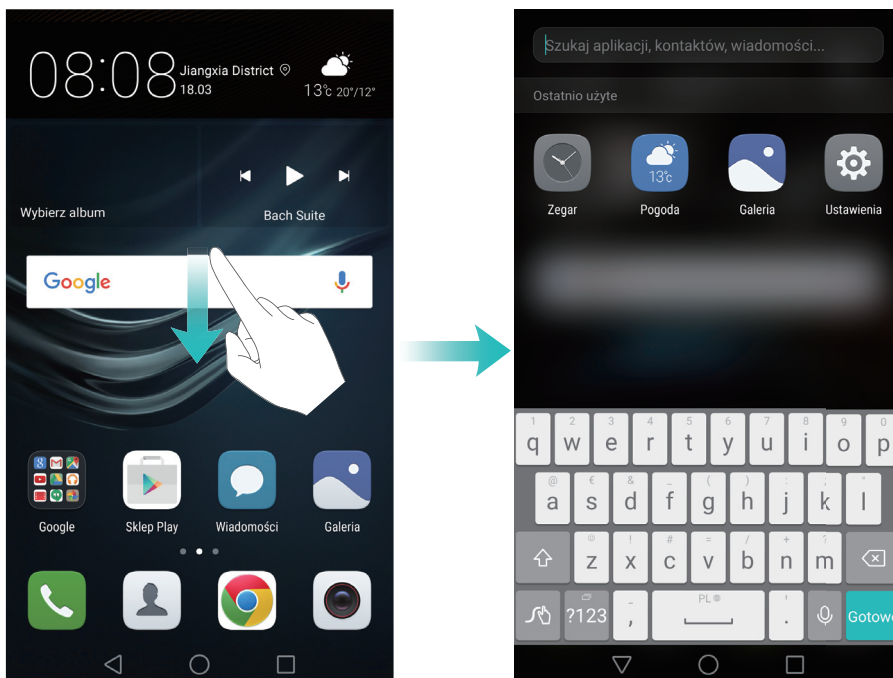 08:08
Jiangxia District
18.03
13°c 20°/12°
Wybierz album
Bach Suite
Google
Google
Sklep Play
Wiadomości
Galeria
Szukaj aplikacji, kontaktów, wiadomości...
Ostatnio użyte
13°c
Zegar
Pogoda
Galeria
Ustawienia
1 2 3 4 5 6 7 8 9 0
q w e r t y u i o p
@ € & _ ( ) : ; "
a s d f g h j k l
© ! # = / + ?
z x c v b n m
- PL '
?123 , . Gotowe